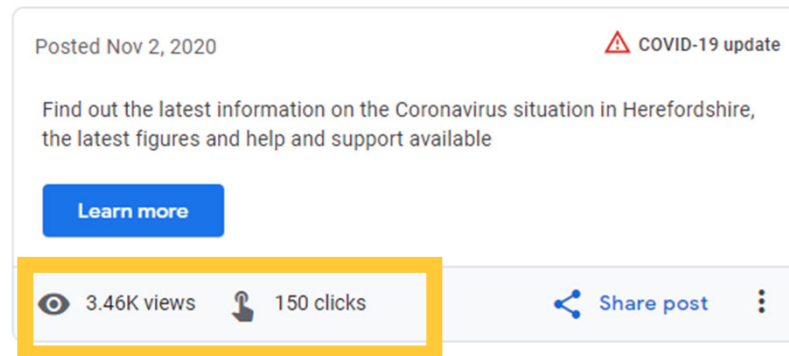 Posted Nov 2, 2020 COVID-19 update
Find out the latest information on the Coronavirus situation in Herefordshire,
the latest figures and help and support available
Learn more
3.46K views 150 clicks Share post